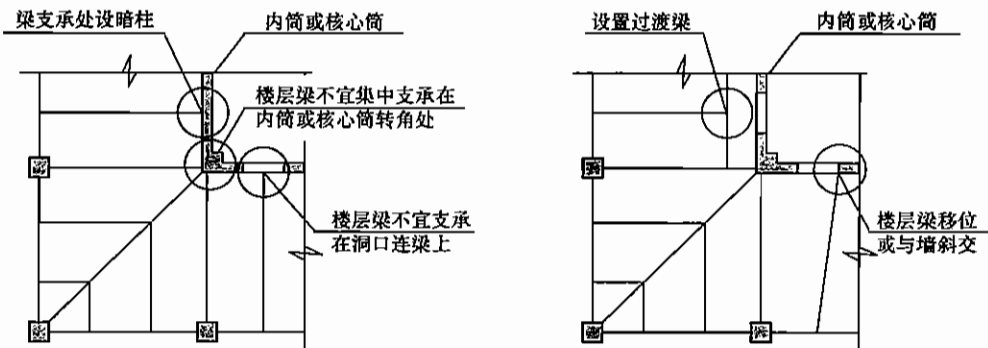 梁支承处设暗柱
内筒或核心筒
楼层梁不宜集中支承在
内筒或核心筒转角处
楼层梁不宜支承
在洞口连梁上
设置过渡梁
内筒或核心筒
楼层梁移位
或与墙斜交